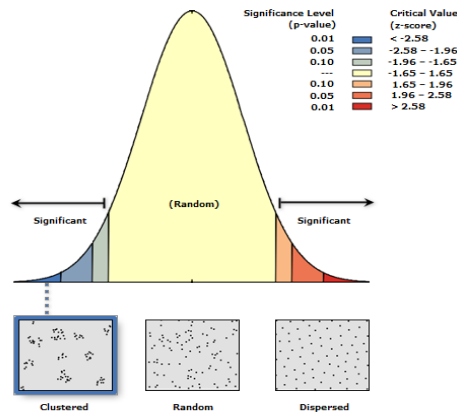 Significance Level Critical Value
(p-value) (z-score)
0.01 < -2.58
0.05 -2.58 – -1.96
0.10 -1.96 – -1.65
--- -1.65 – 1.65
0.10 1.65 – 1.96
0.05 1.96 – 2.58
0.01 > 2.58
(Random)
Significant Significant
Clustered Random Dispersed